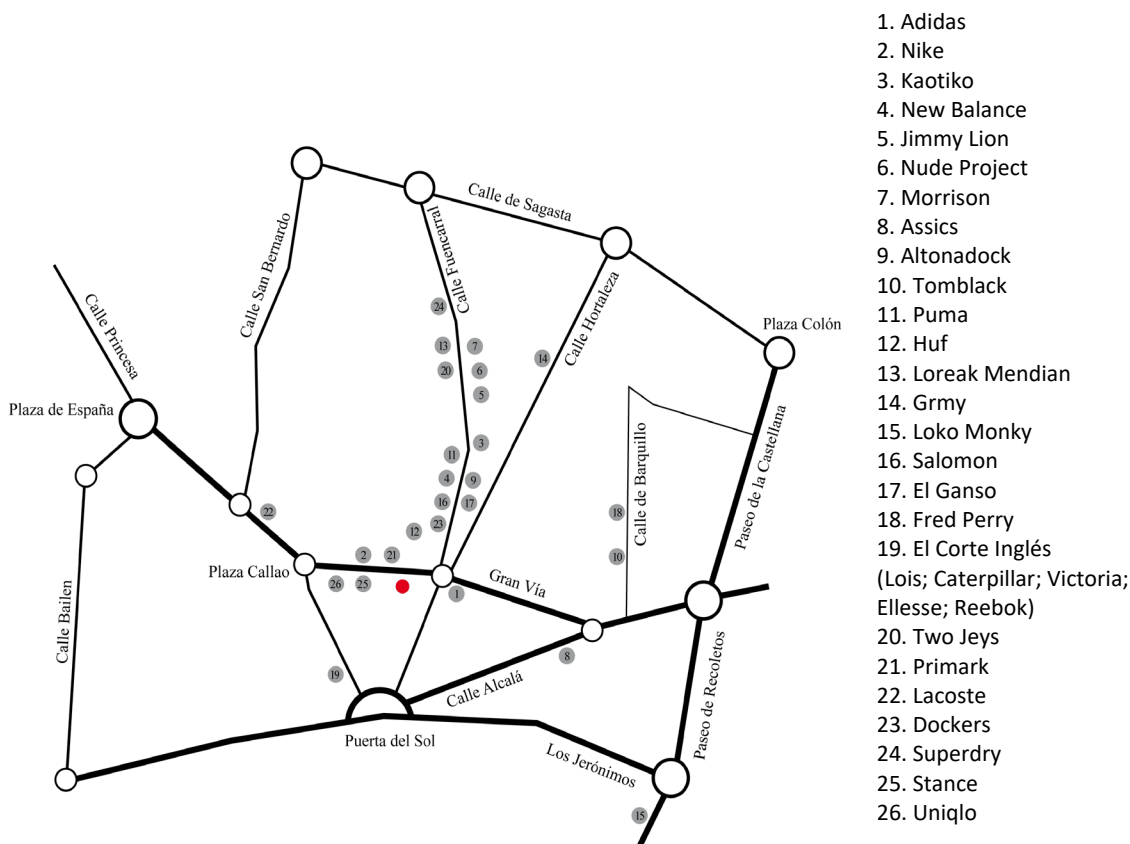 Calle de Sagasta
Calle San Bernardo
Calle Fuencarral
Calle Hortaleza
Calle Princesa
Plaza Colón
Plaza de España
Calle de Barquillo
Paseo de la Castellana
Plaza Callao
Gran Vía
Calle Bailen
Calle Alcalá
Puerta del Sol
Los Jerónimos
Paseo de Recoletos
24
13
7
14
20
6
5
3
11
4
9
16
17
22
23
18
12
2
21
10
26
25
1
8
19
15
1. Adidas
2. Nike
3. Kaotiko
4. New Balance
5. Jimmy Lion
6. Nude Project
7. Morrison
8. Assics
9. Altonadock
10. Tomblack
11. Puma
12. Huf
13. Loreak Mendian
14. Grmy
15. Loko Monky
16. Salomon
17. El Ganso
18. Fred Perry
19. El Corte Inglés
(Lois; Caterpillar; Victoria;
Ellesse; Reebok)
20. Two Jeys
21. Primark
22. Lacoste
23. Dockers
24. Superdry
25. Stance
26. Uniqlo